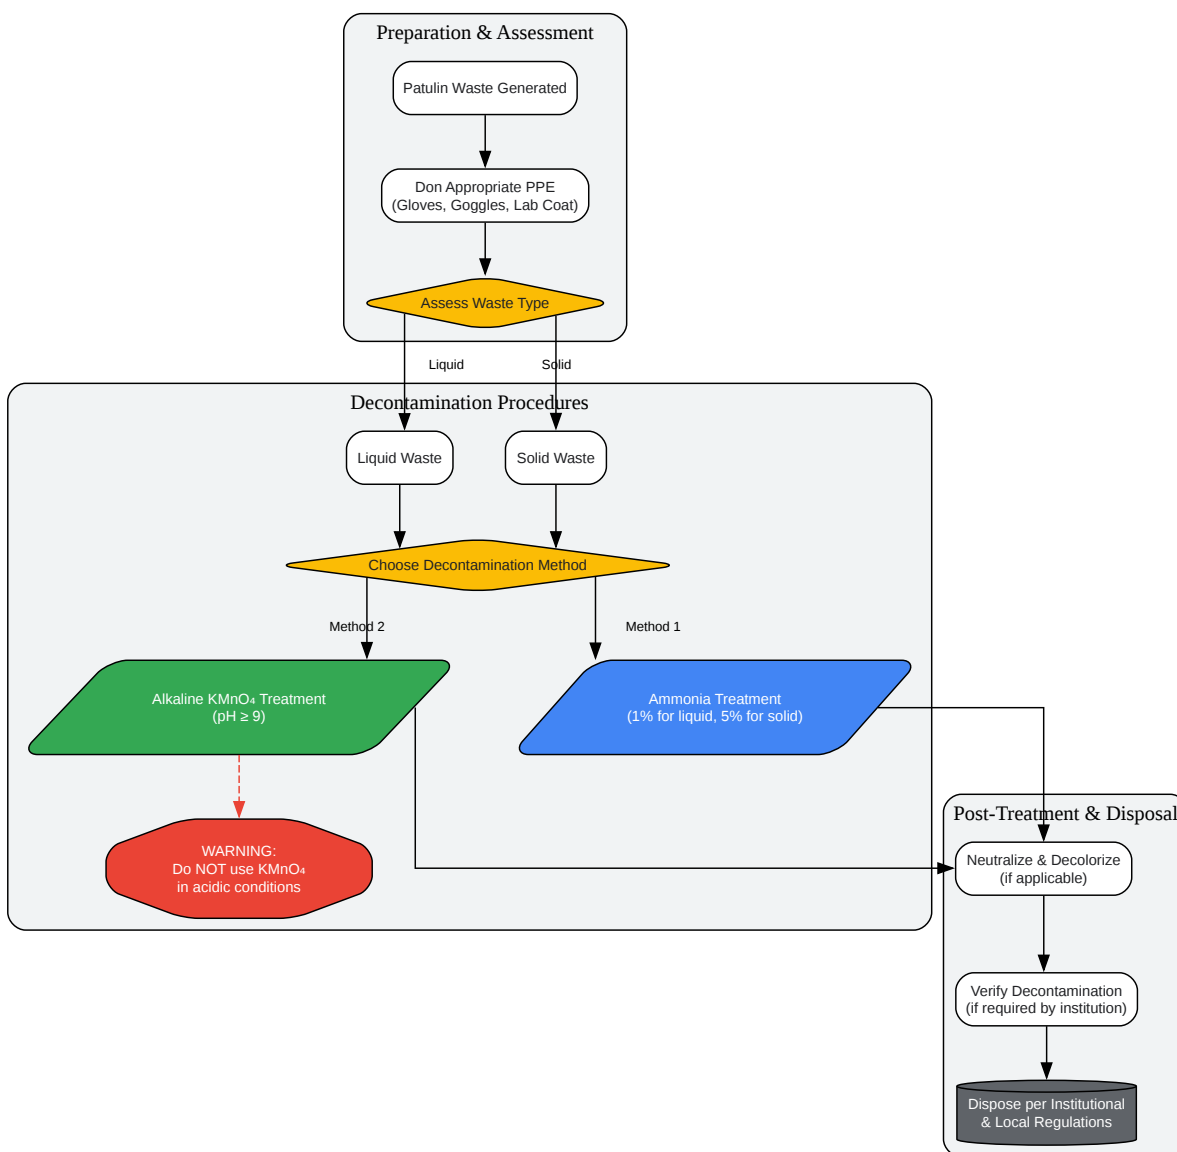 Preparation & Assessment
Patulin Waste Generated
Don Appropriate PPE
(Gloves, Goggles, Lab Coat)
Assess Waste Type
Liquid
Solid
Decontamination Procedures
Liquid Waste
Solid Waste
Choose Decontamination Method
Method 2
Method 1
Alkaline KMnO₄ Treatment
(pH ≥ 9)
Ammonia Treatment
(1% for liquid, 5% for solid)
WARNING:
Do NOT use KMnO₄
in acidic conditions
Post-Treatment & Disposal
Neutralize & Decolorize
(if applicable)
Verify Decontamination
(if required by institution)
Dispose per Institutional
& Local Regulations